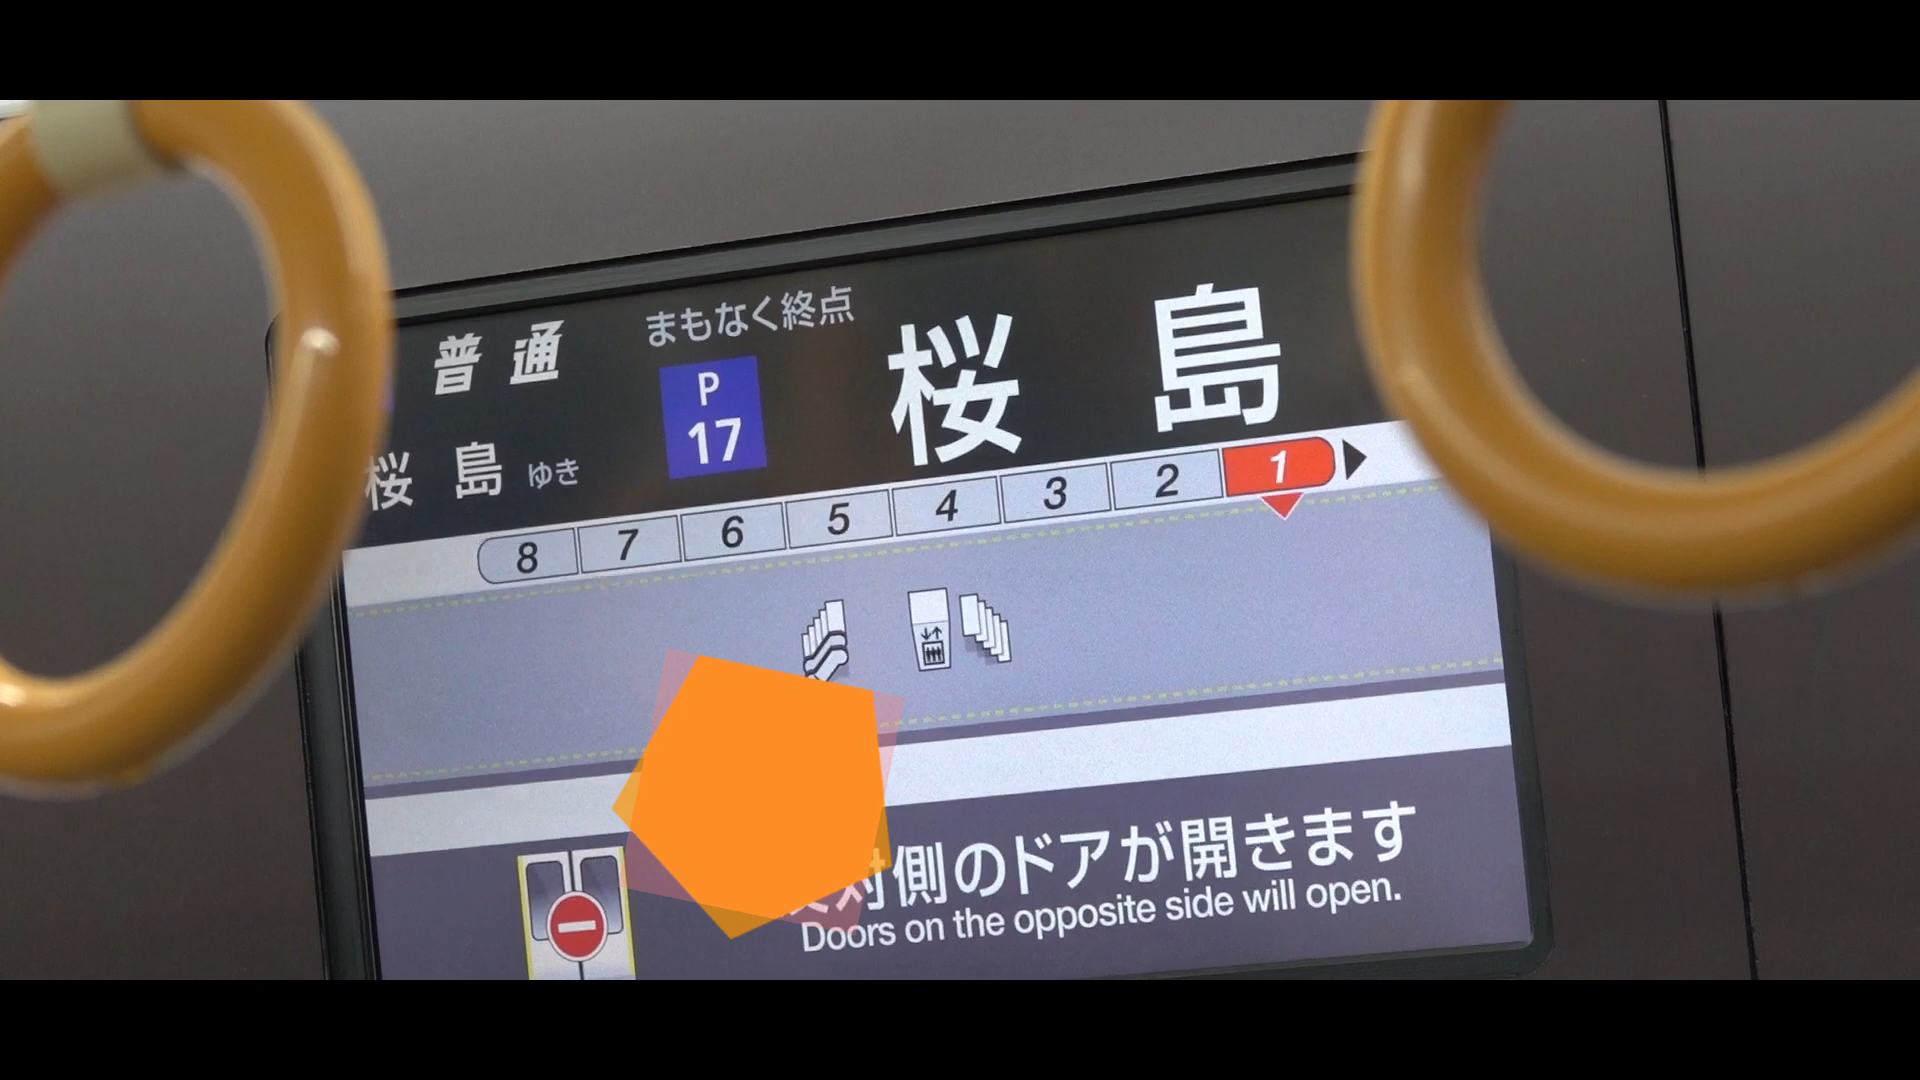 普通
まもなく終点
P
17
桜島
桜島ゆき
8 7 6 5 4 3 2 1
対側のドアが開きます
Doors on the opposite side will open.